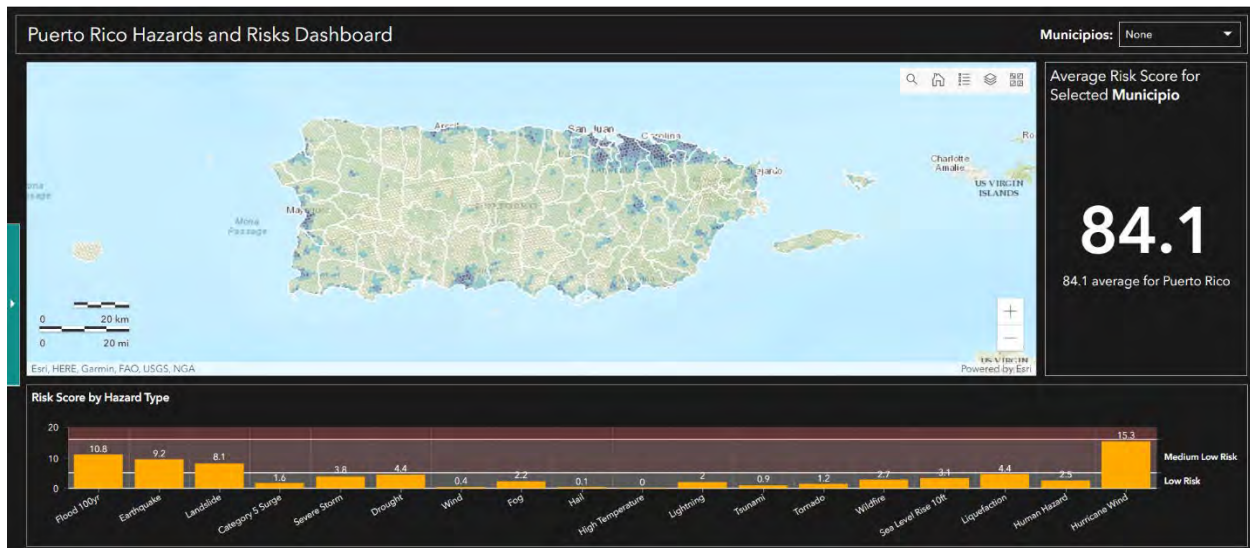 Puerto Rico Hazards and Risks Dashboard
Municipios: None
Average Risk Score for
Selected Municipio
84.1
84.1 average for Puerto Rico
San Juan
Carolina
Charlotte
Amalie
US VIRGIN
ISLANDS
Mona
Passage
0 20 km
0 20 mi
US VIRGIN
Esri, HERE, Garmin, FAO, USGS, NGA
Powered by Esri
Risk Score by Hazard Type
20
10
0
10.8
9.2
8.1
1.6
3.8
4.4
0.4
2.2
0.1
0
2
0.9
1.2
2.7
3.1
4.4
2.5
15.3
Medium Low Risk
Low Risk
Flood 100yr
Earthquake
Landslide
Category 5 Surge
Severe Storm
Drought
Wind
Fog
Hail
High Temperature
Lightning
Tsunami
Tornado
Wildfire
Sea Level Rise 10ft
Liquefaction
Human Hazard
Hurricane Wind